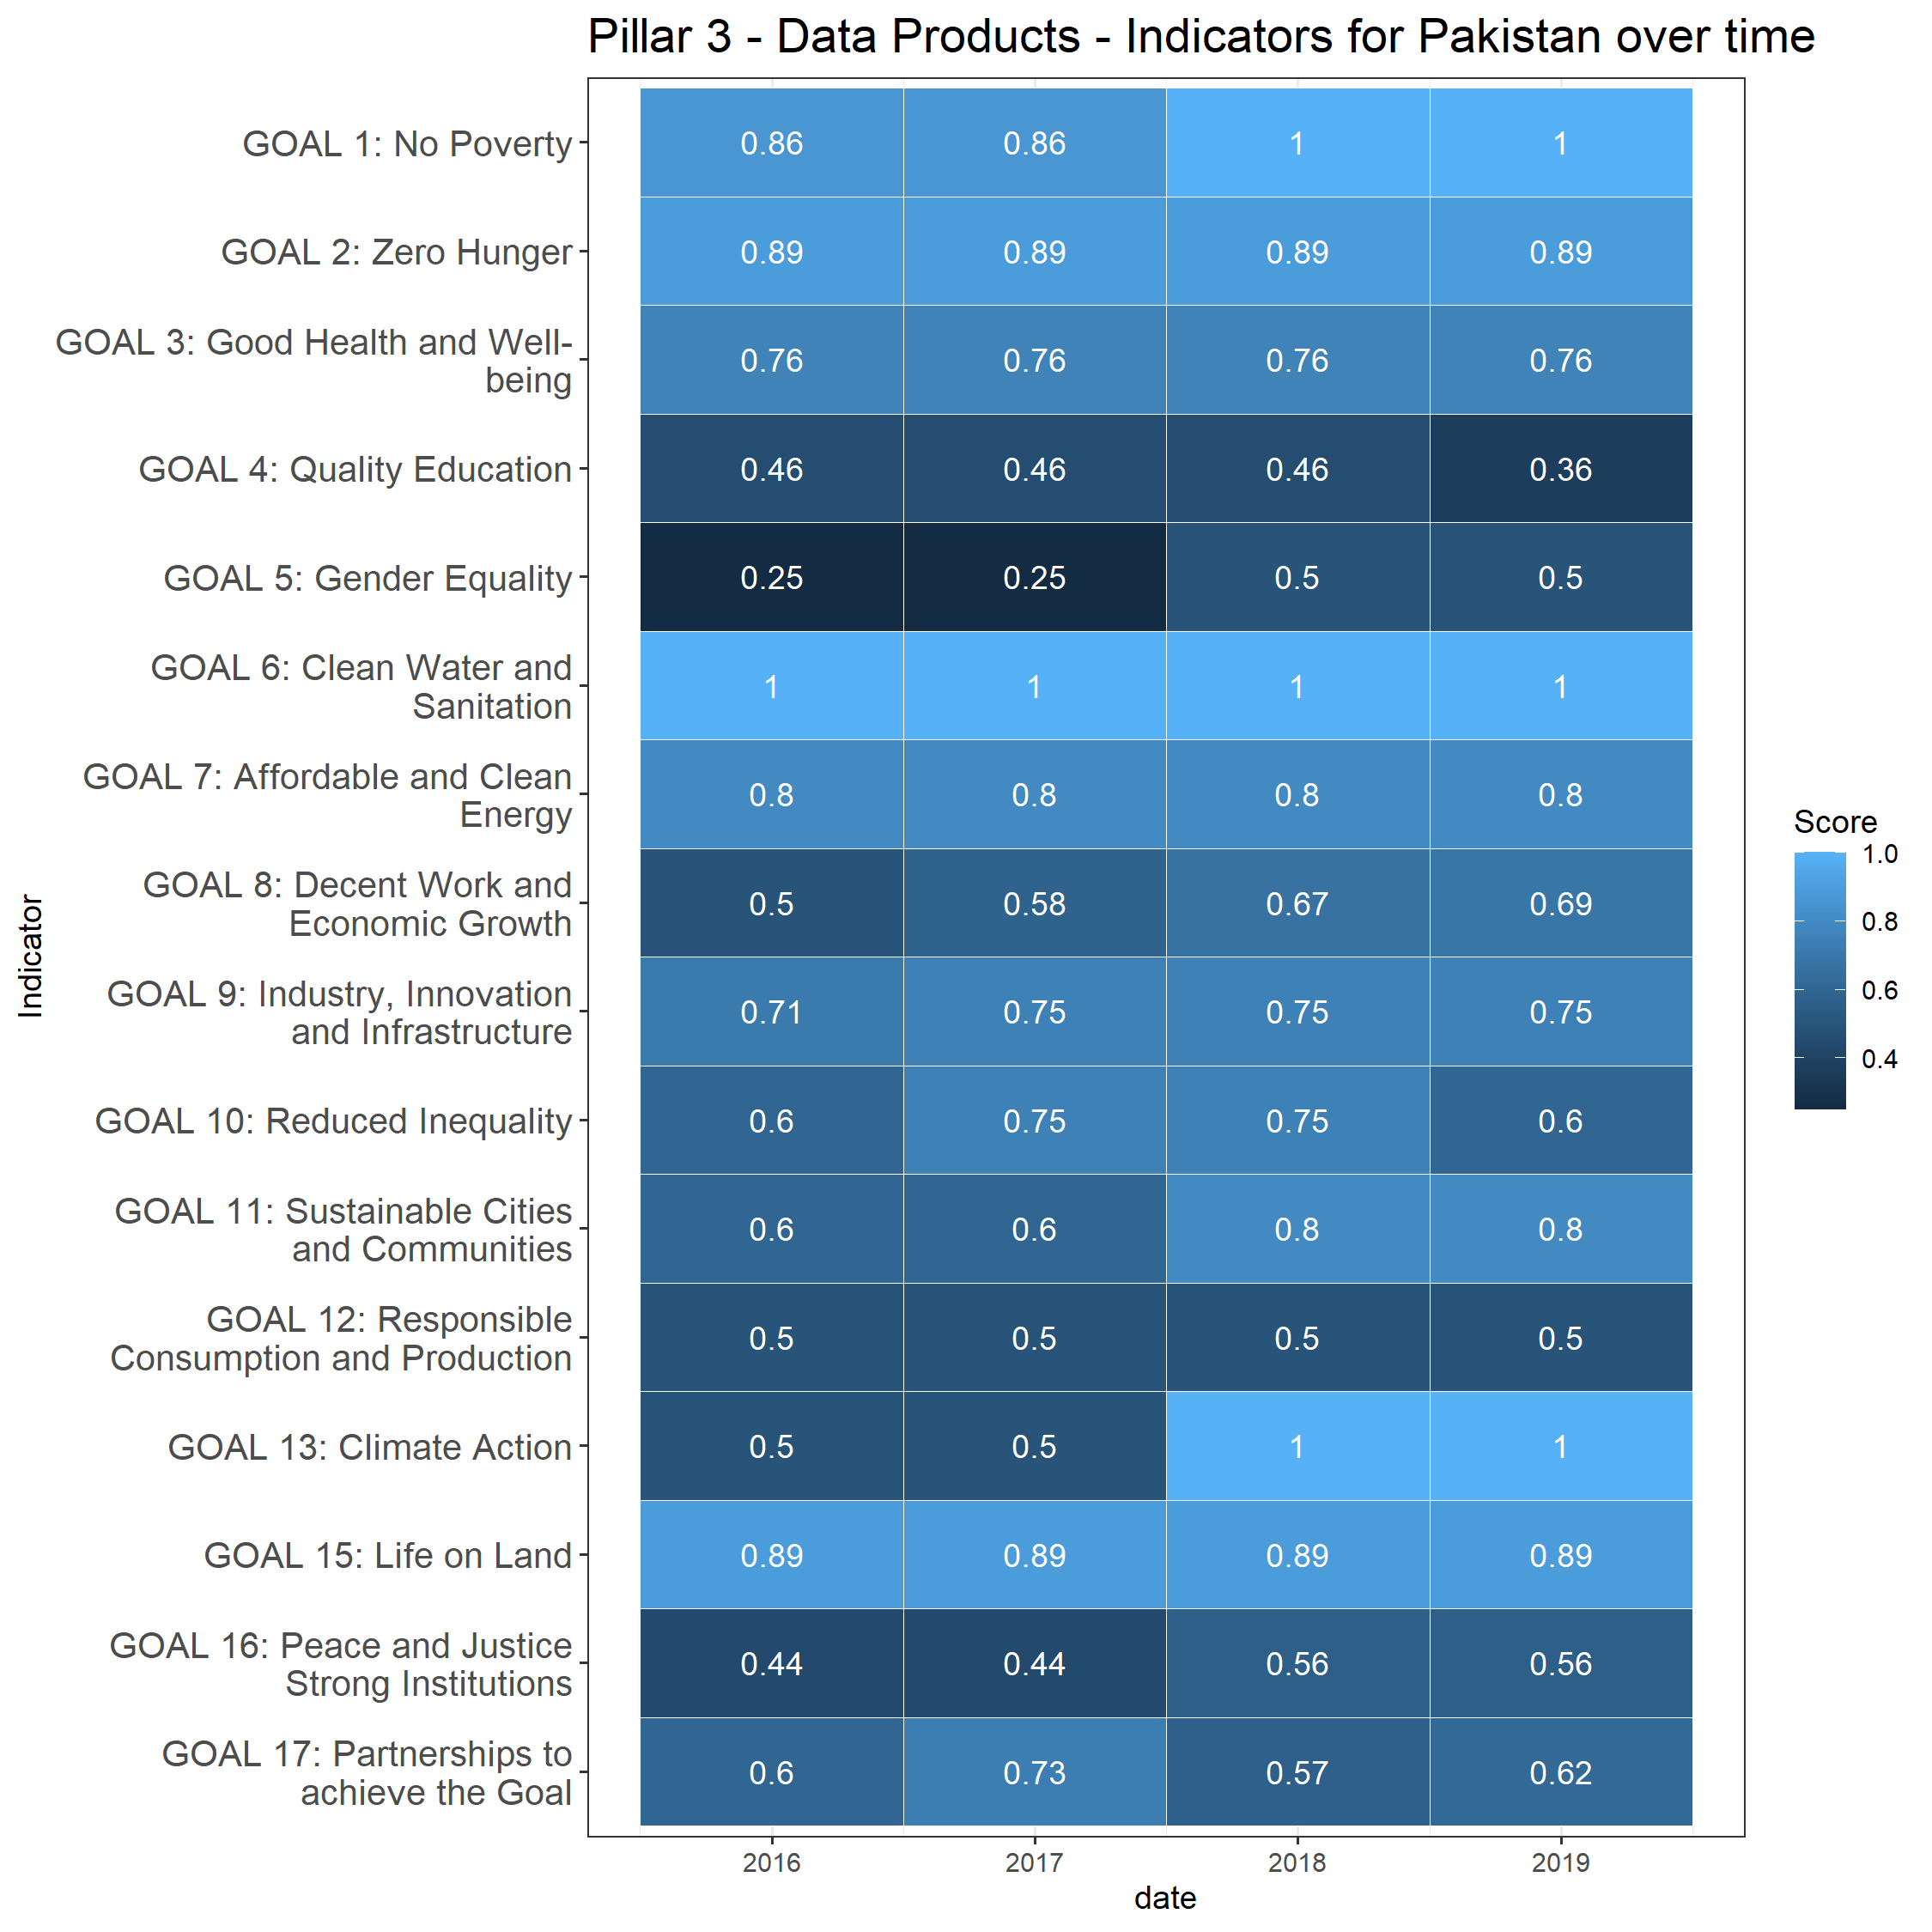 Pillar 3 - Data Products - Indicators for Pakistan over time
GOAL 1: No Poverty
0.86 0.86 1 1
GOAL 2: Zero Hunger
0.89 0.89 0.89 0.89
GOAL 3: Good Health and Well-
being
0.76 0.76 0.76 0.76
GOAL 4: Quality Education
0.46 0.46 0.46 0.36
GOAL 5: Gender Equality
0.25 0.25 0.5 0.5
GOAL 6: Clean Water and
Sanitation
1 1 1 1
GOAL 7: Affordable and Clean
Energy
0.8 0.8 0.8 0.8
GOAL 8: Decent Work and
Economic Growth
0.5 0.58 0.67 0.69
GOAL 9: Industry, Innovation
and Infrastructure
0.71 0.75 0.75 0.75
GOAL 10: Reduced Inequality
0.6 0.75 0.75 0.6
GOAL 11: Sustainable Cities
and Communities
0.6 0.6 0.8 0.8
GOAL 12: Responsible
Consumption and Production
0.5 0.5 0.5 0.5
GOAL 13: Climate Action
0.5 0.5 1 1
GOAL 15: Life on Land
0.89 0.89 0.89 0.89
GOAL 16: Peace and Justice
Strong Institutions
0.44 0.44 0.56 0.56
GOAL 17: Partnerships to
achieve the Goal
0.6 0.73 0.57 0.62
2016 2017 2018 2019
date
Indicator
Score
1.0
0.8
0.6
0.4